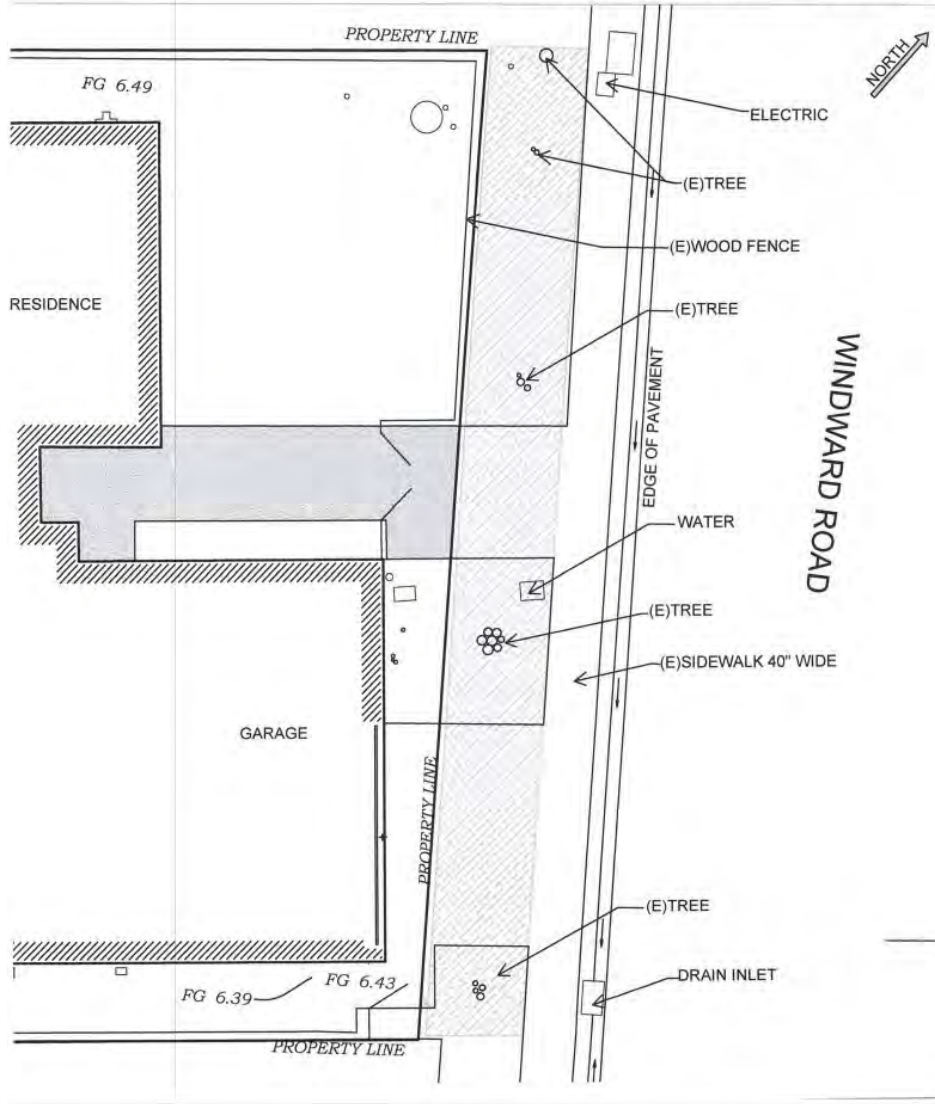 PROPERTY LINE
NORTH
FG 6.49
ELECTRIC
(E)TREE
(E)WOOD FENCE
RESIDENCE
(E)TREE
WINDWARD ROAD
EDGE OF PAVEMENT
WATER
(E)TREE
(E)SIDEWALK 40" WIDE
GARAGE
PROPERTY LINE
(E)TREE
DRAIN INLET
FG 6.43
FG 6.39
PROPERTY LINE